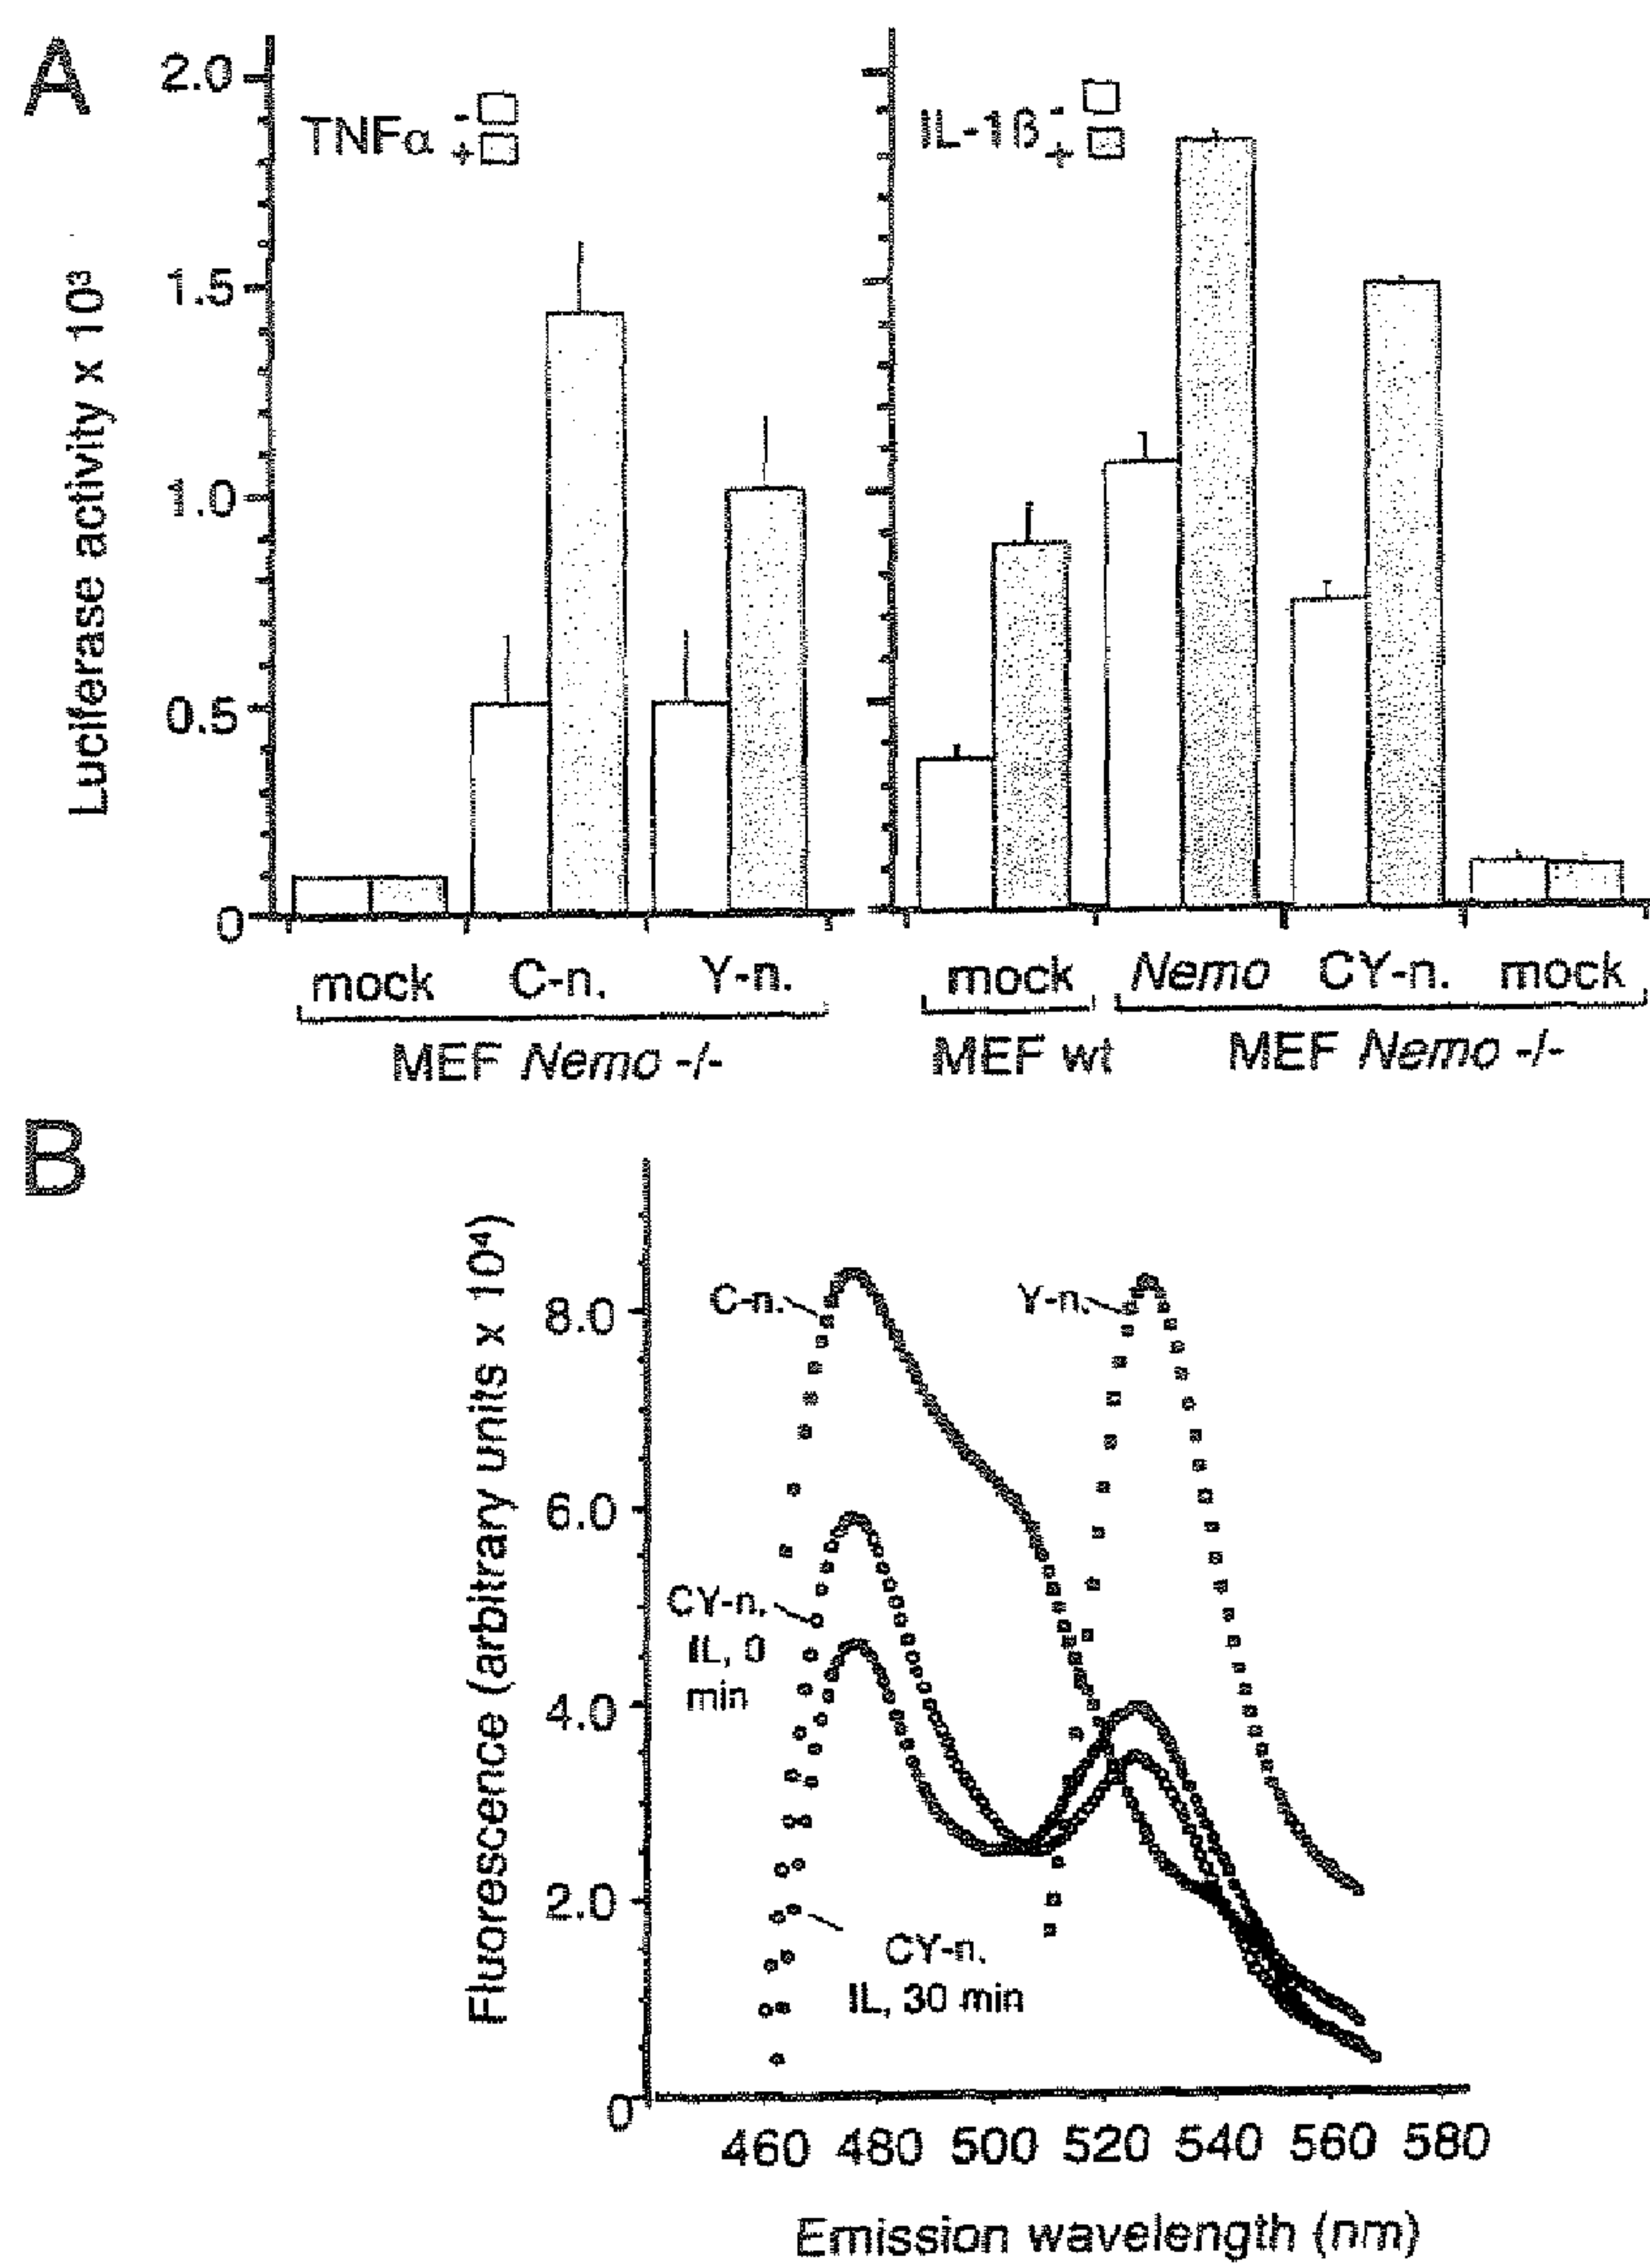 A
Luciferase activity x 10³
2.0
1.5
1.0
0.5
0
TNFα -
+
IL-1ß -
+
mock C-n. Y-n.
MEF Nemo -/-
mock Nemo CY-n. mock
MEF wt MEF Nemo -/-
B
Fluorescence (arbitrary units x 10⁴)
8.0
6.0
4.0
2.0
0
C-n.
Y-n.
CY-n.
IL, 0
min
CY-n.
IL, 30 min
460 480 500 520 540 560 580
Emission wavelength (nm)